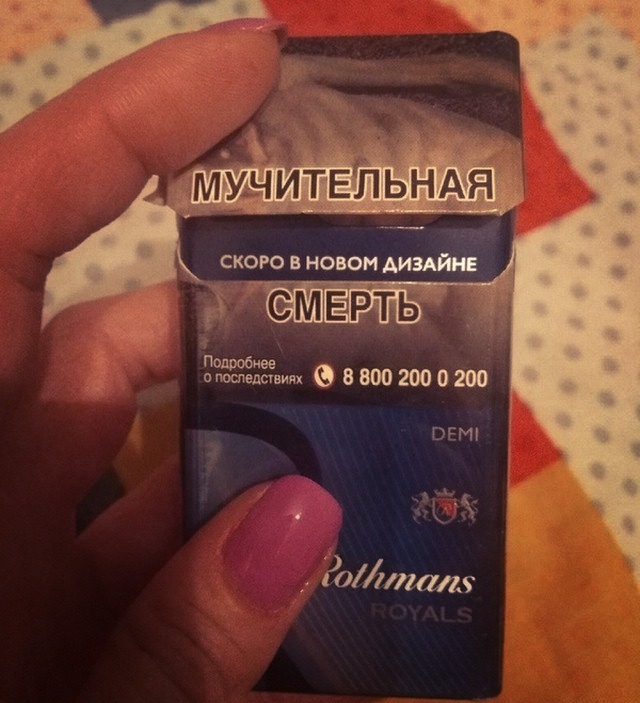 МУЧИТЕЛЬНАЯ
СКОРО В НОВОМ ДИЗАЙНЕ
СМЕРТЬ
Подробнее
о последствиях 8 800 200 0 200
DEMI
Rothmans
ROYALS